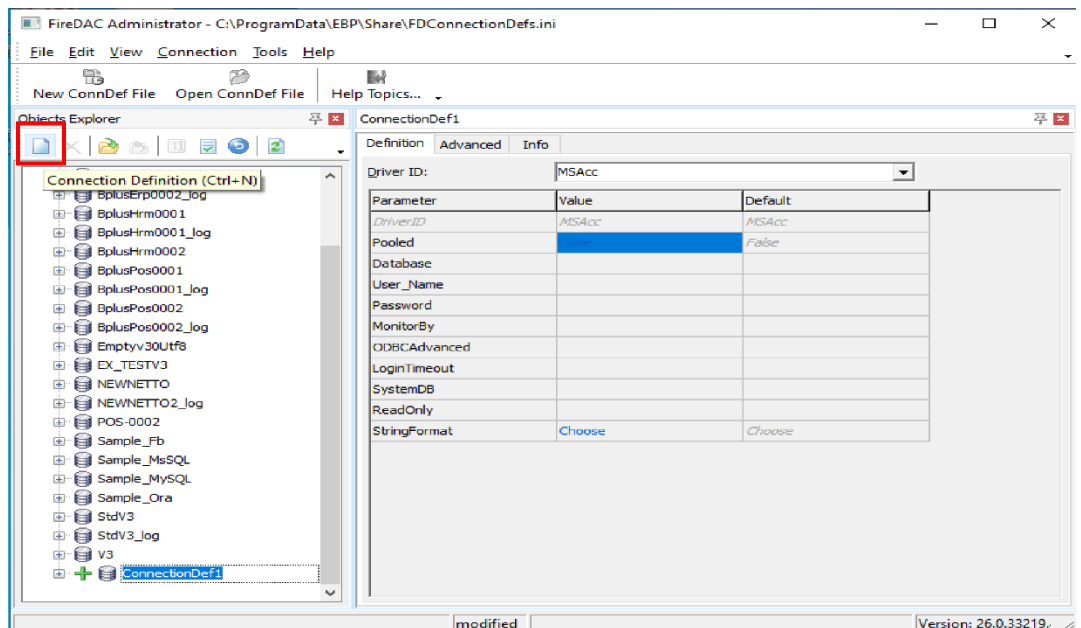 FireDAC Administrator - C:\ProgramData\EBP\Share\FDConnectionDefs.ini
File Edit View Connection Tools Help
New ConnDef File Open ConnDef File Help Topics...
Objects Explorer
Connection Definition (Ctrl+N)
BplusErp0002_log
BplusHrm0001
BplusHrm0001_log
BplusHrm0002
BplusPos0001
BplusPos0001_log
BplusPos0002
BplusPos0002_log
Emptyv30Utf8
EX_TESTV3
NEWNETTO
NEWNETTO2_log
POS-0002
Sample_Fb
Sample_MsSQL
Sample_MySQL
Sample_Ora
StdV3
StdV3_log
V3
ConnectionDef1
ConnectionDef1
Definition Advanced Info
Driver ID: MSAcc
Parameter Value Default
DriverID MSAcc MSAcc
Pooled False False
Database
User_Name
Password
MonitorBy
ODBCAdvanced
LoginTimeout
SystemDB
ReadOnly
StringFormat Choose Choose
modified Version: 26.0.33219.